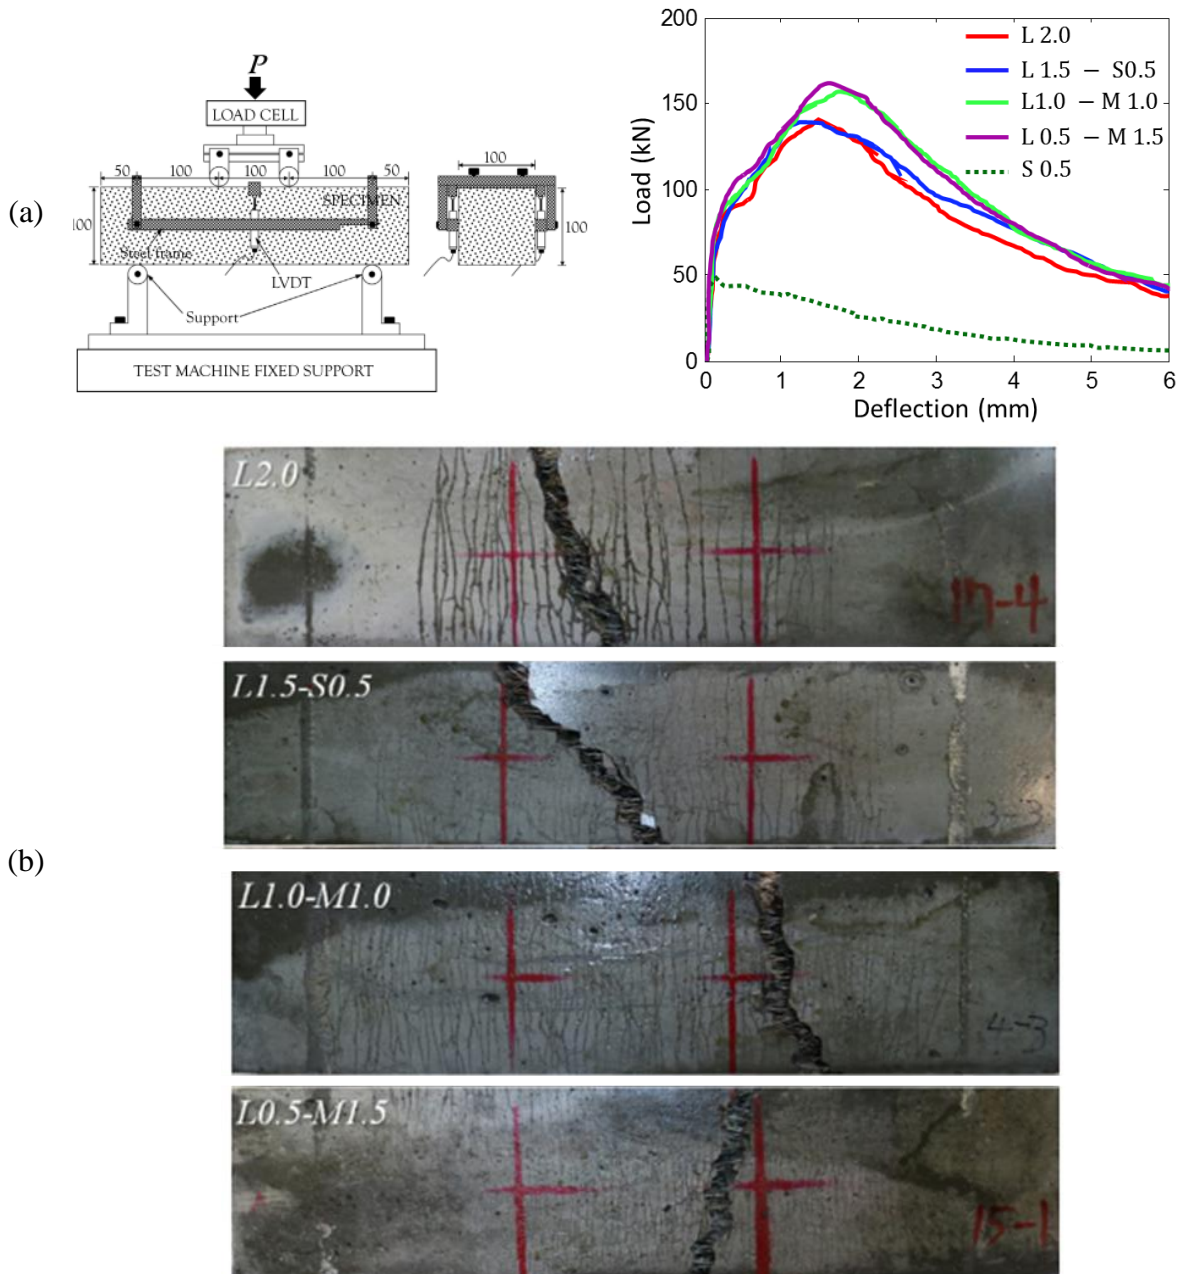 (a)
P
LOAD CELL
50 100 100 100 50
100
SPECIMEN
100
100
Steel frame
LVDT
Support
TEST MACHINE FIXED SUPPORT
200
150
100
50
0
Load (kN)
L 2.0
L 1.5 − S0.5
L1.0 − M 1.0
L 0.5 − M 1.5
S 0.5
0 1 2 3 4 5 6
Deflection (mm)
(b)
L2.0
17-4
L1.5-S0.5
3-3
L1.0-M1.0
4-3
L0.5-M1.5
15-1